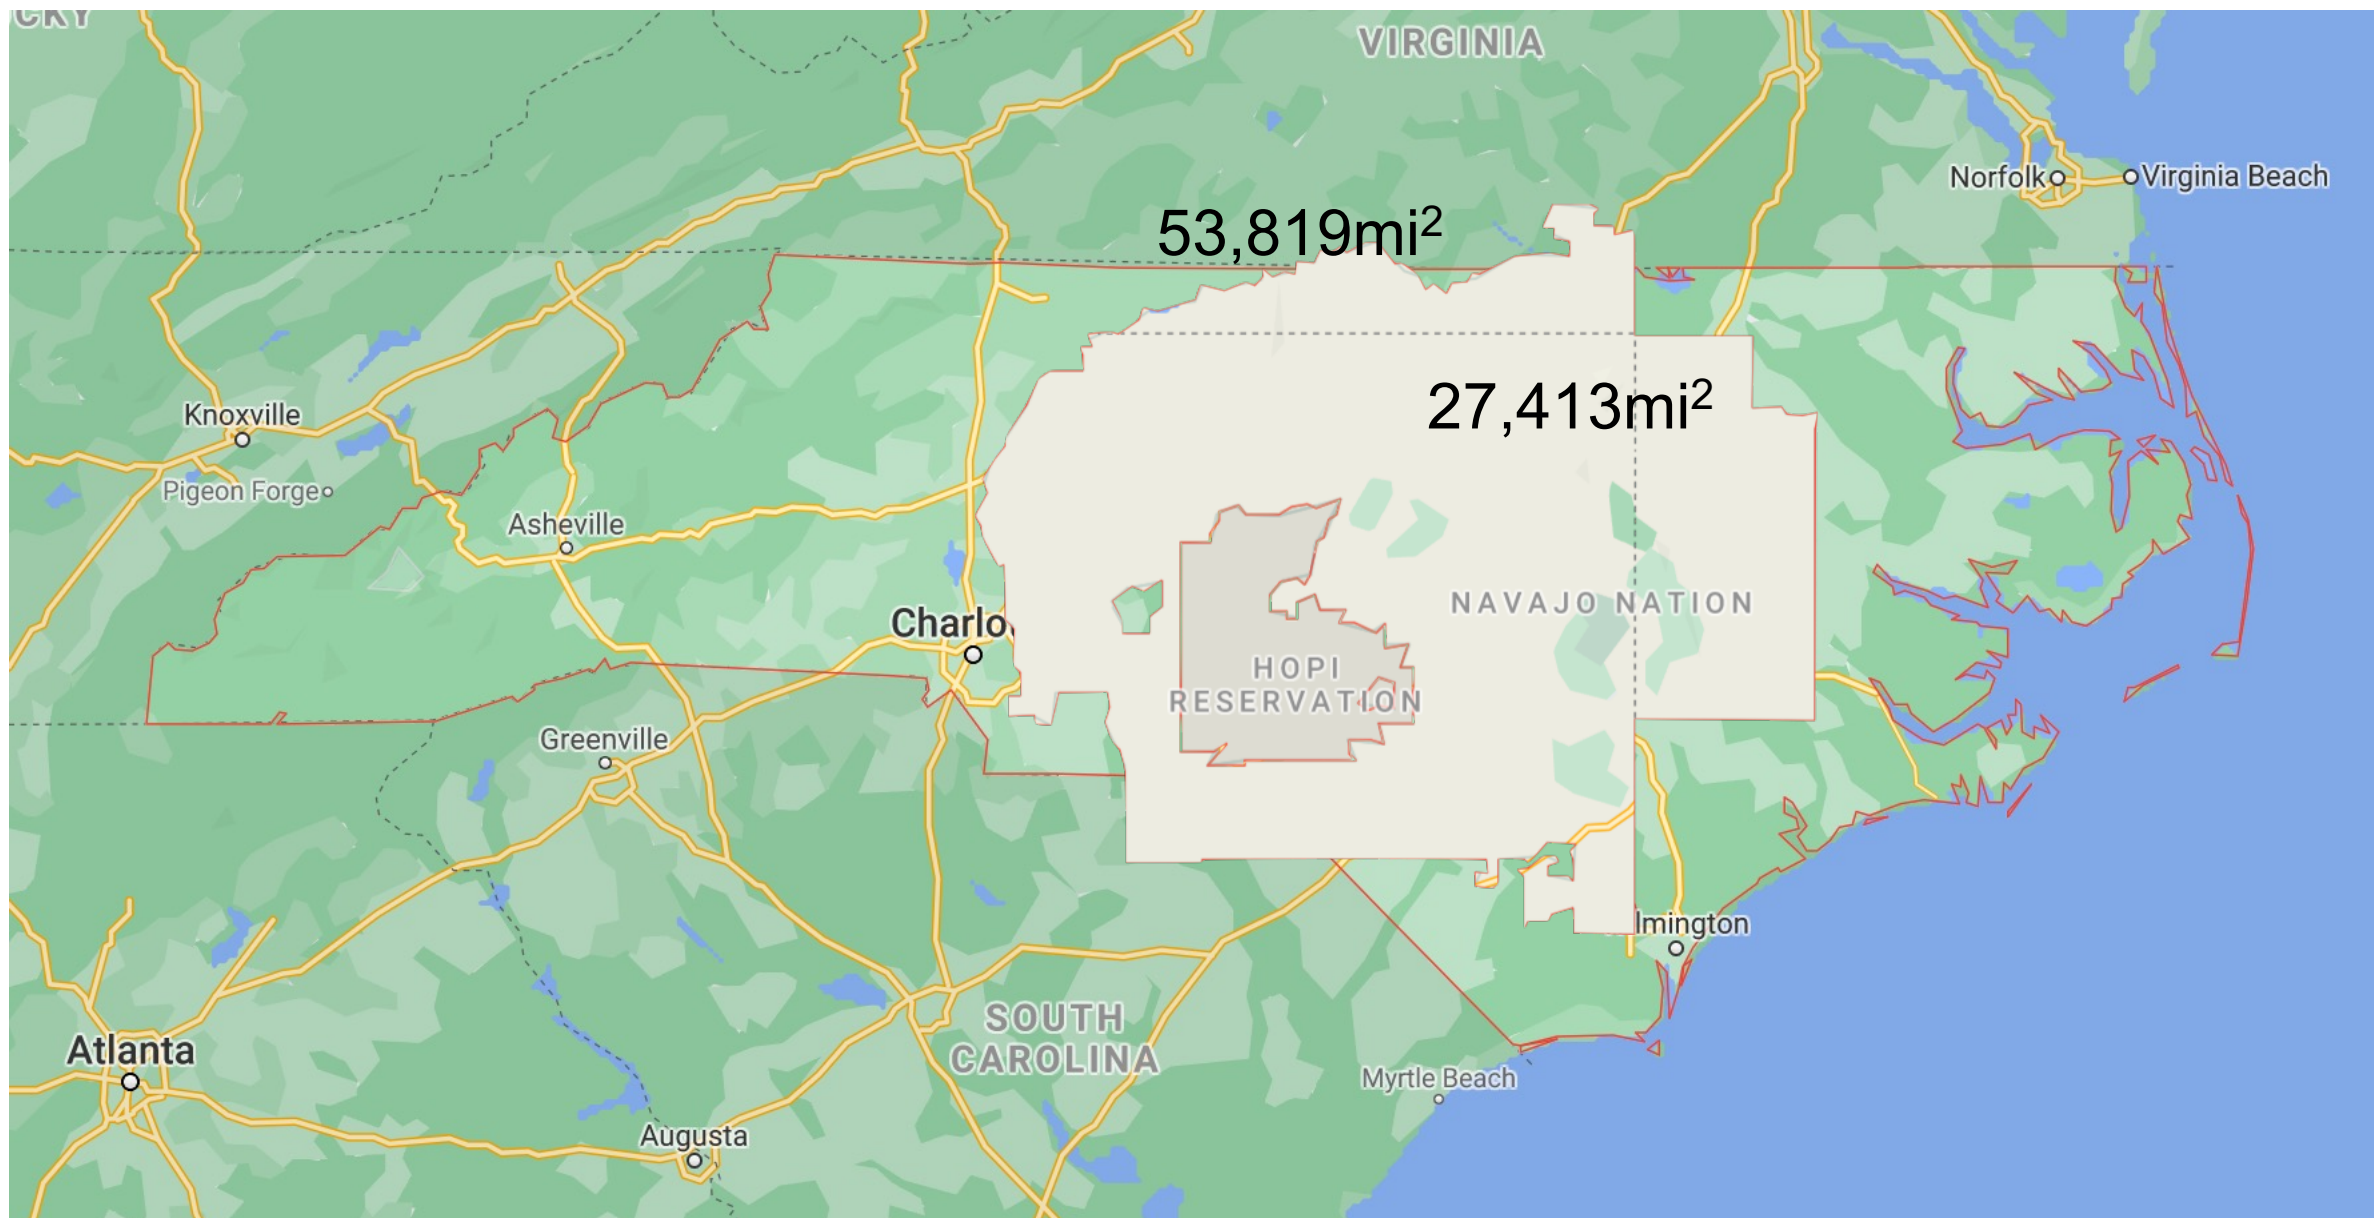 CKY
VIRGINIA
Norfolk
Virginia Beach
53,819mi²
27,413mi²
Knoxville
Pigeon Forge
Asheville
NAVAJO NATION
Charlo
HOPI
RESERVATION
Greenville
lmington
SOUTH
CAROLINA
Atlanta
Myrtle Beach
Augusta